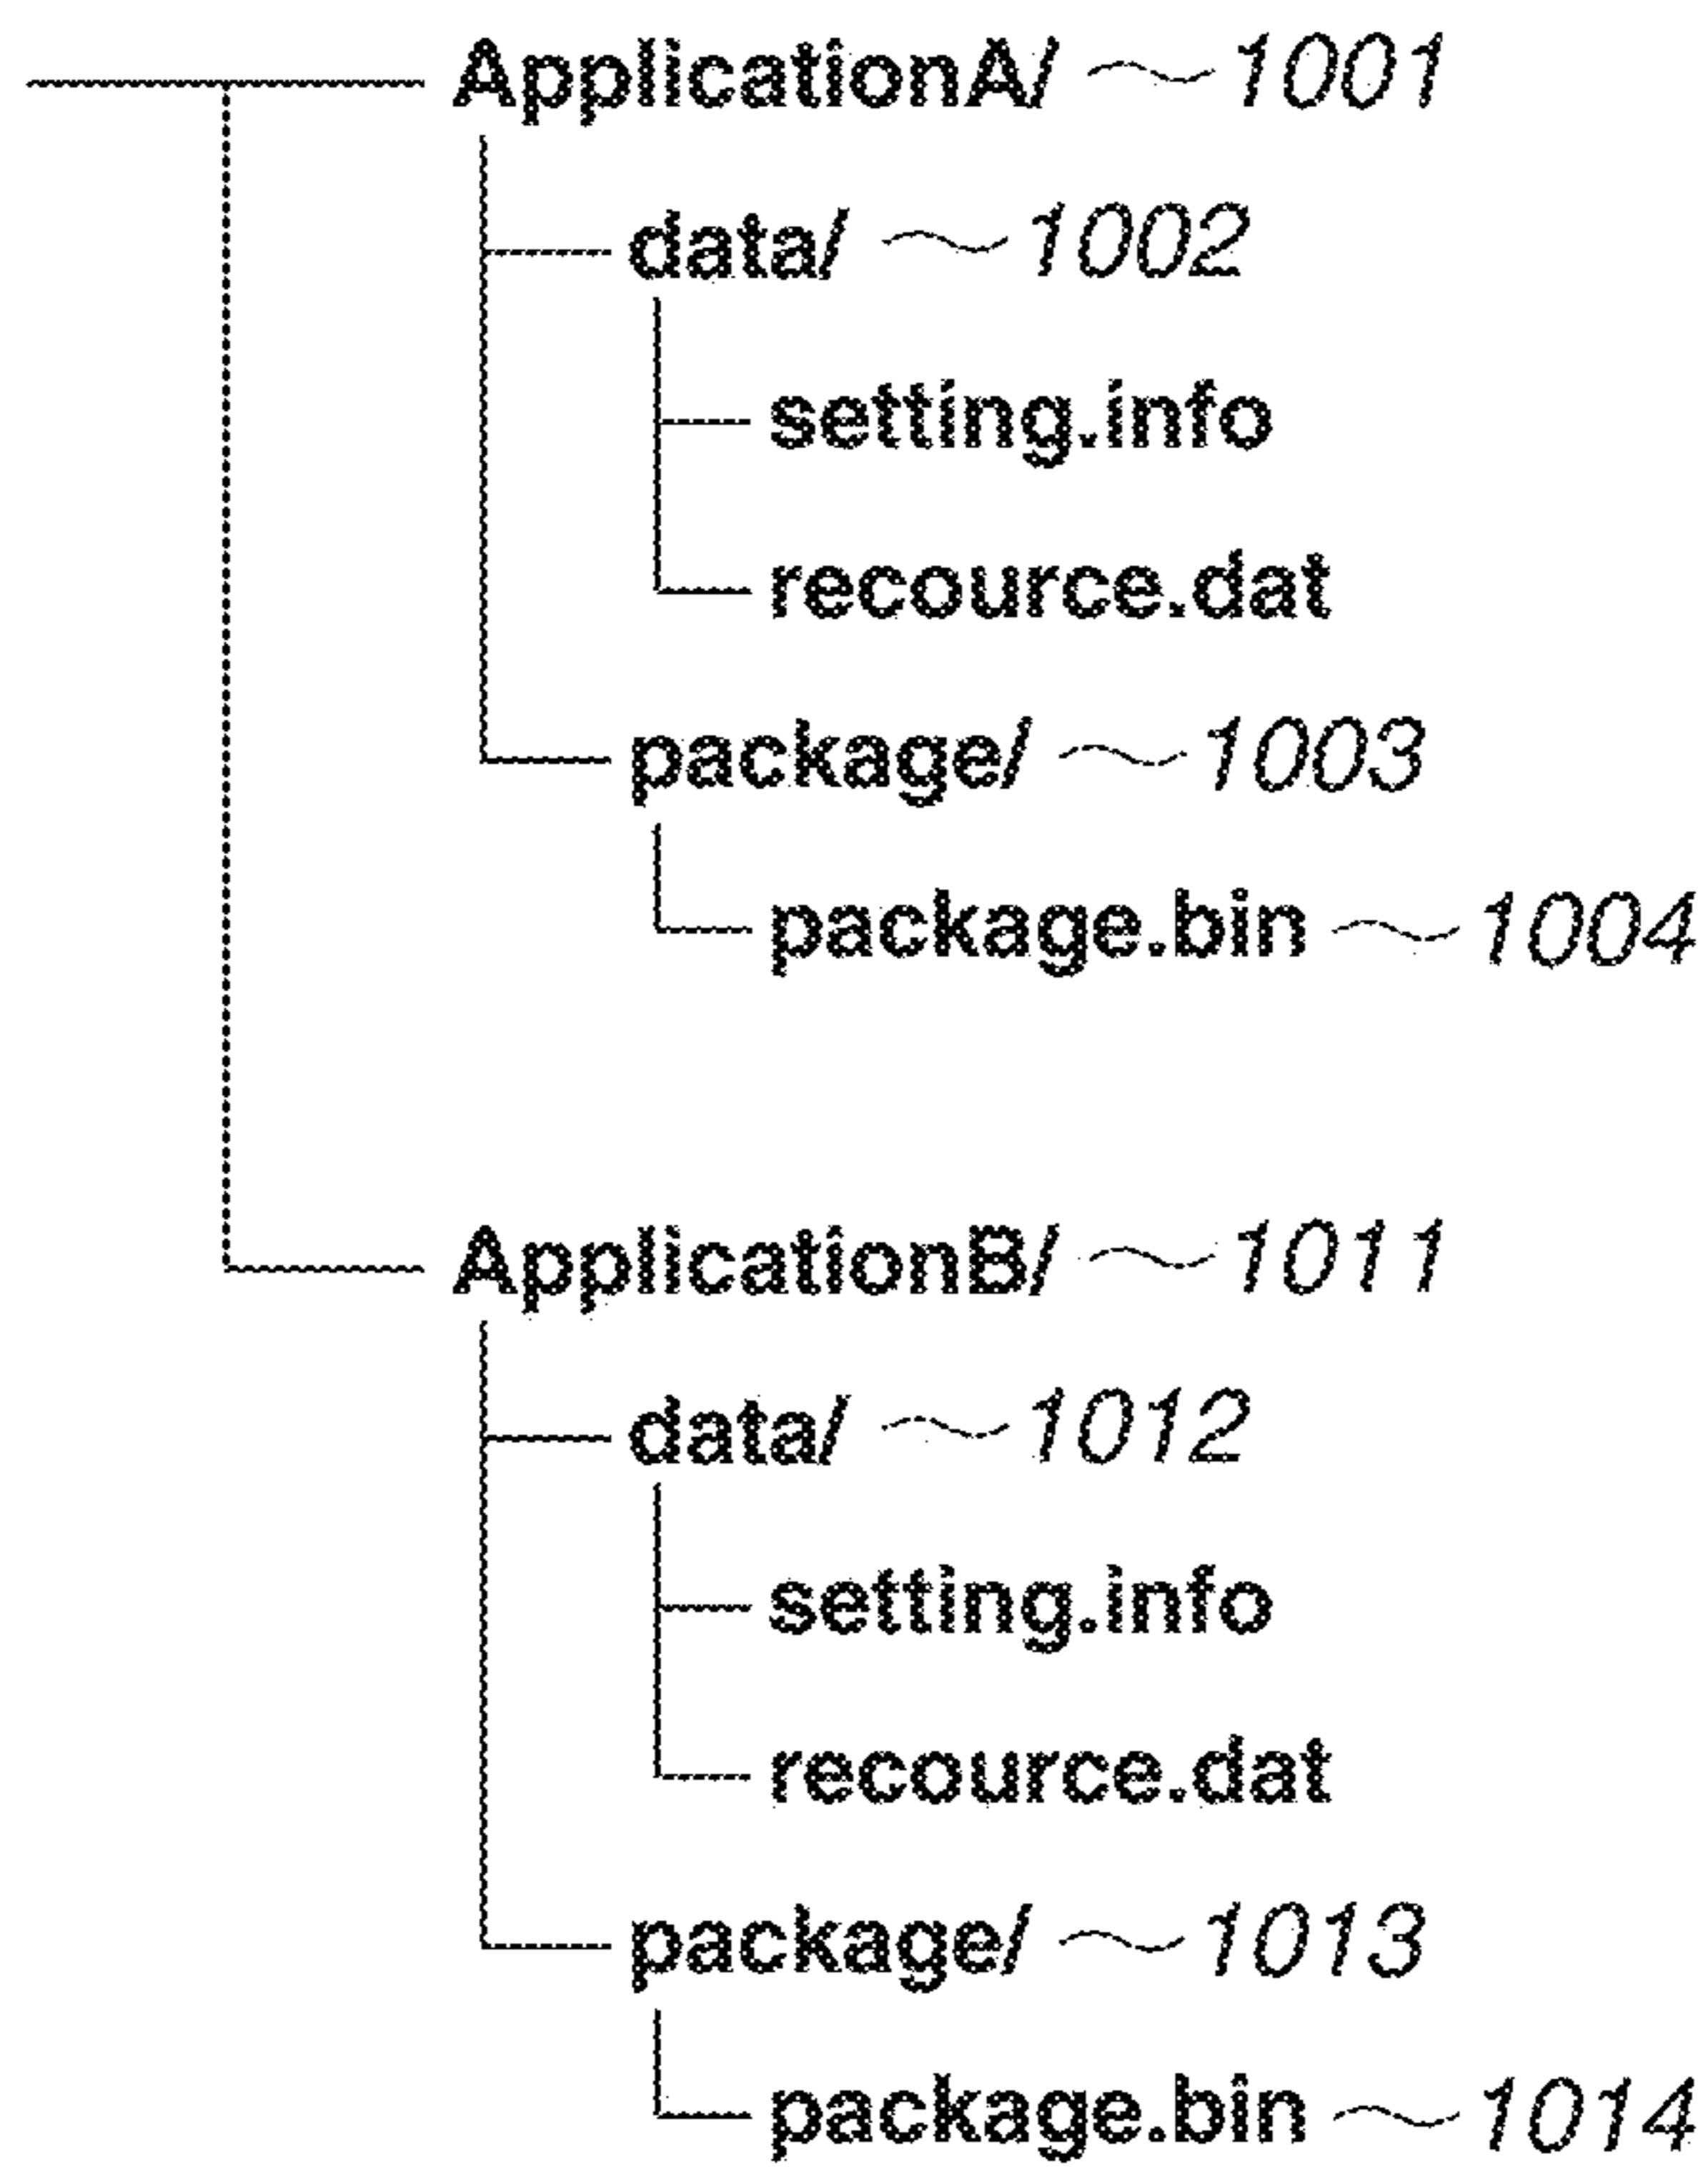 ApplicationA/ 1001
data/ 1002
setting.info
recource.dat
package/ 1003
package.bin 1004
ApplicationB/ 1011
data/ 1012
setting.info
recource.dat
package/ 1013
package.bin 1014